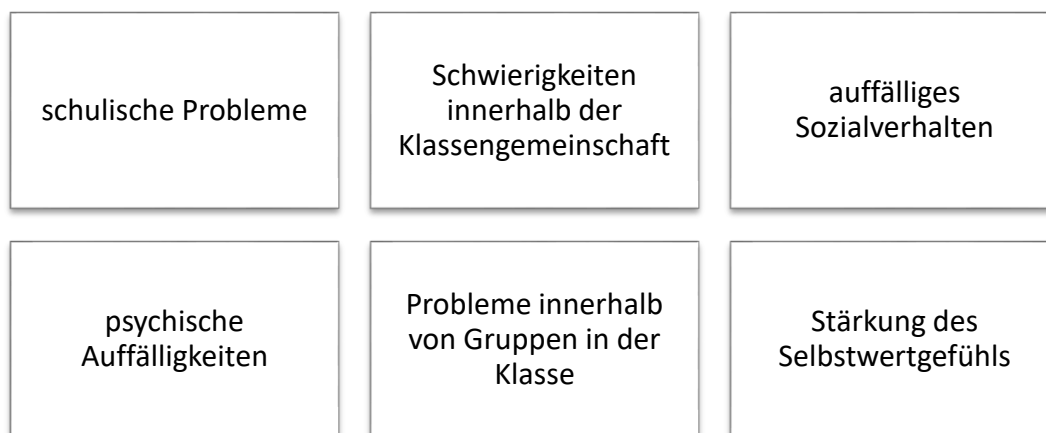 schulische Probleme
Schwierigkeiten
innerhalb der
Klassengemeinschaft
auffälliges
Sozialverhalten
psychische
Auffälligkeiten
Probleme innerhalb
von Gruppen in der
Klasse
Stärkung des
Selbstwertgefühls